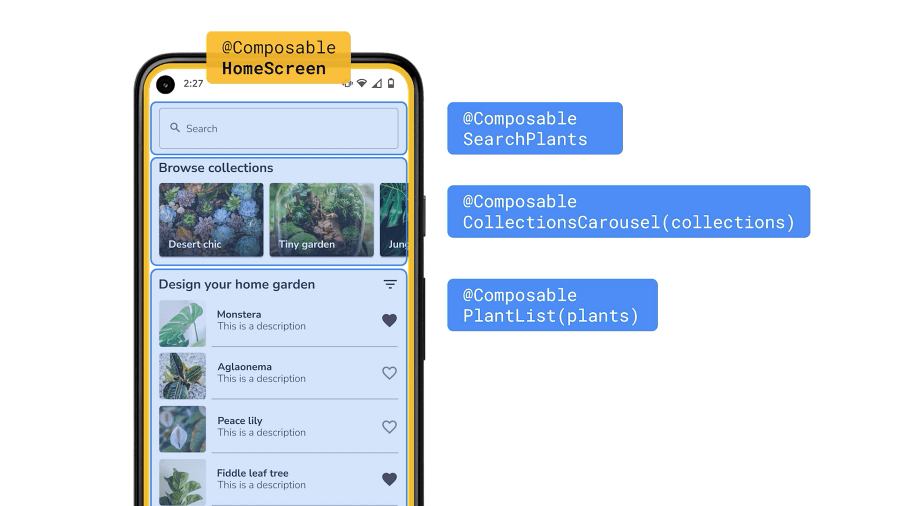 @Composable
HomeScreen
2:27
Search
Browse collections
Desert chic
Tiny garden
Design your home garden
Monstera
This is a description
Aglaonema
This is a description
Peace lily
This is a description
Fiddle leaf tree
This is a description
@Composable
SearchPlants
@Composable
CollectionsCarousel(collections)
@Composable
PlantList(plants)